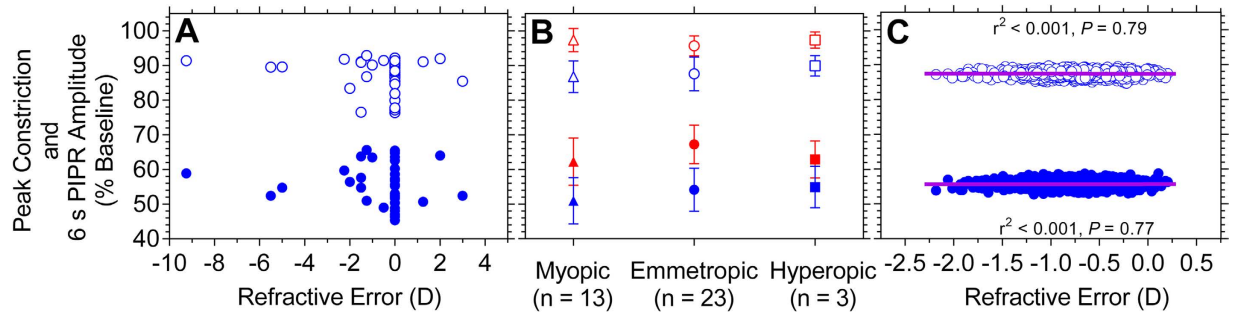 Peak Constriction
and
6 s PIPR Amplitude
(% Baseline)
100
90
80
70
60
50
40
A
-10 -8 -6 -4 -2 0 2 4
Refractive Error (D)
B
Myopic Emmetropic Hyperopic
(n = 13) (n = 23) (n = 3)
C
r² < 0.001, P = 0.79
r² < 0.001, P = 0.77
-2.5 -2.0 -1.5 -1.0 -0.5 0.0 0.5
Refractive Error (D)